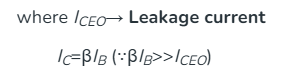 where I_CEO→ Leakage current
I_C=βI_B (∵βI_B>>I_CEO)